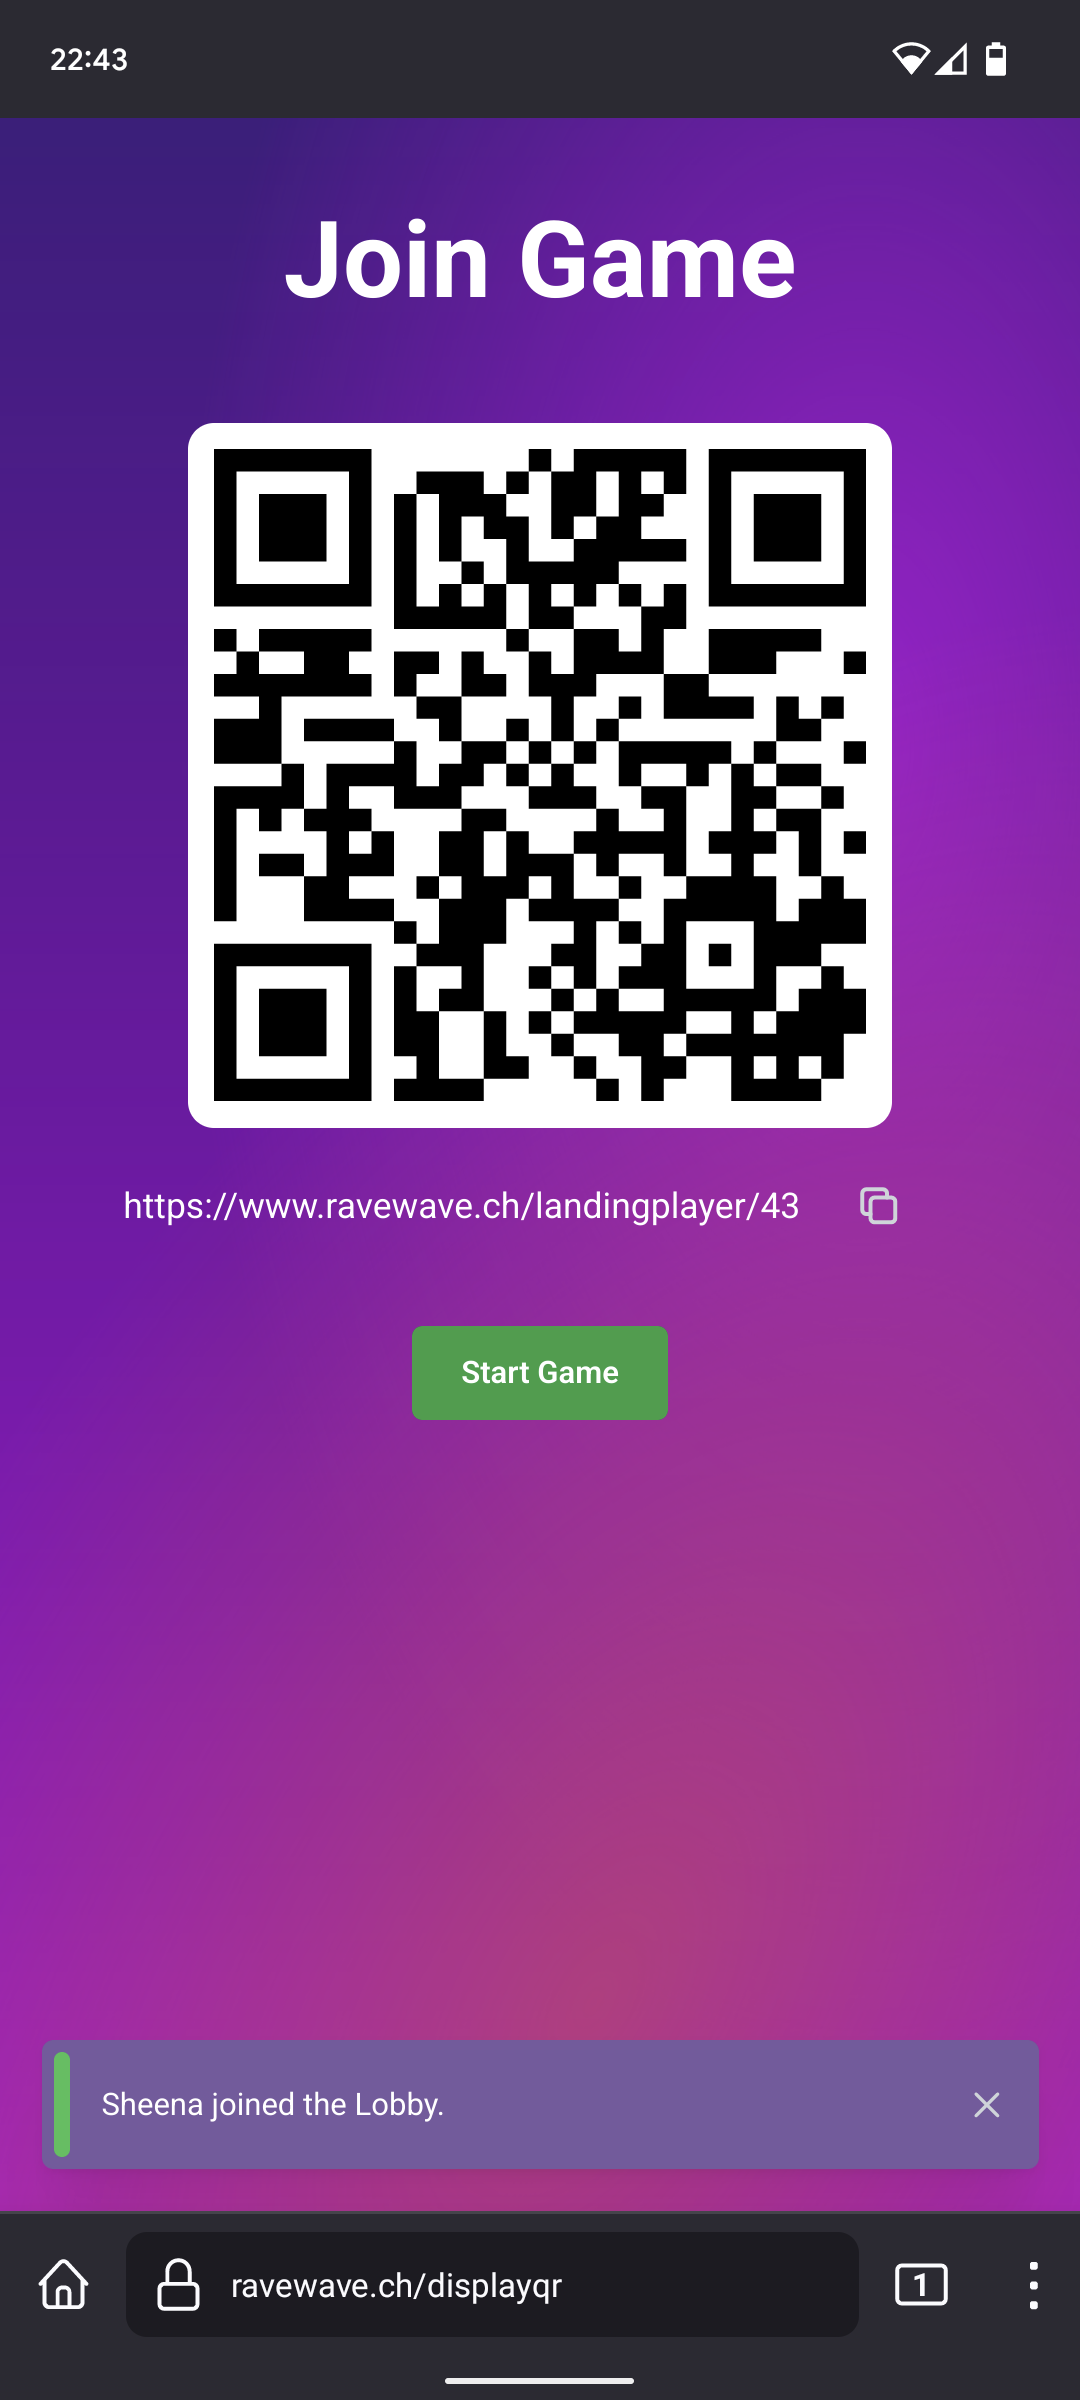 22:43
Join Game
https://www.ravewave.ch/landingplayer/43
Start Game
Sheena joined the Lobby.
ravewave.ch/displayqr
1